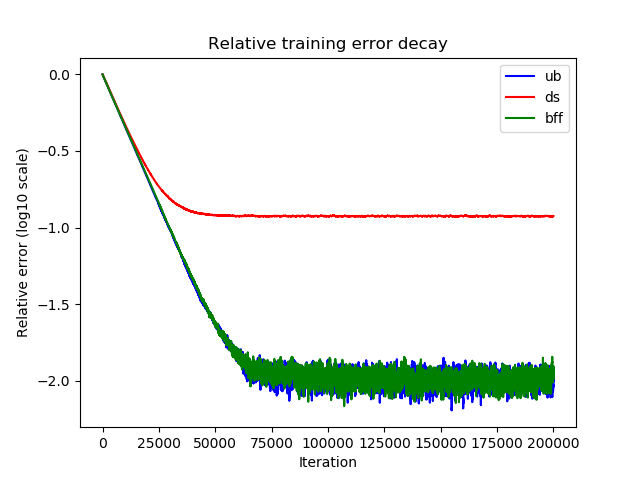 Relative training error decay
ub
ds
bff
Relative error (log10 scale)
0.0
−0.5
−1.0
−1.5
−2.0
0 25000 50000 75000 100000 125000 150000 175000 200000
Iteration